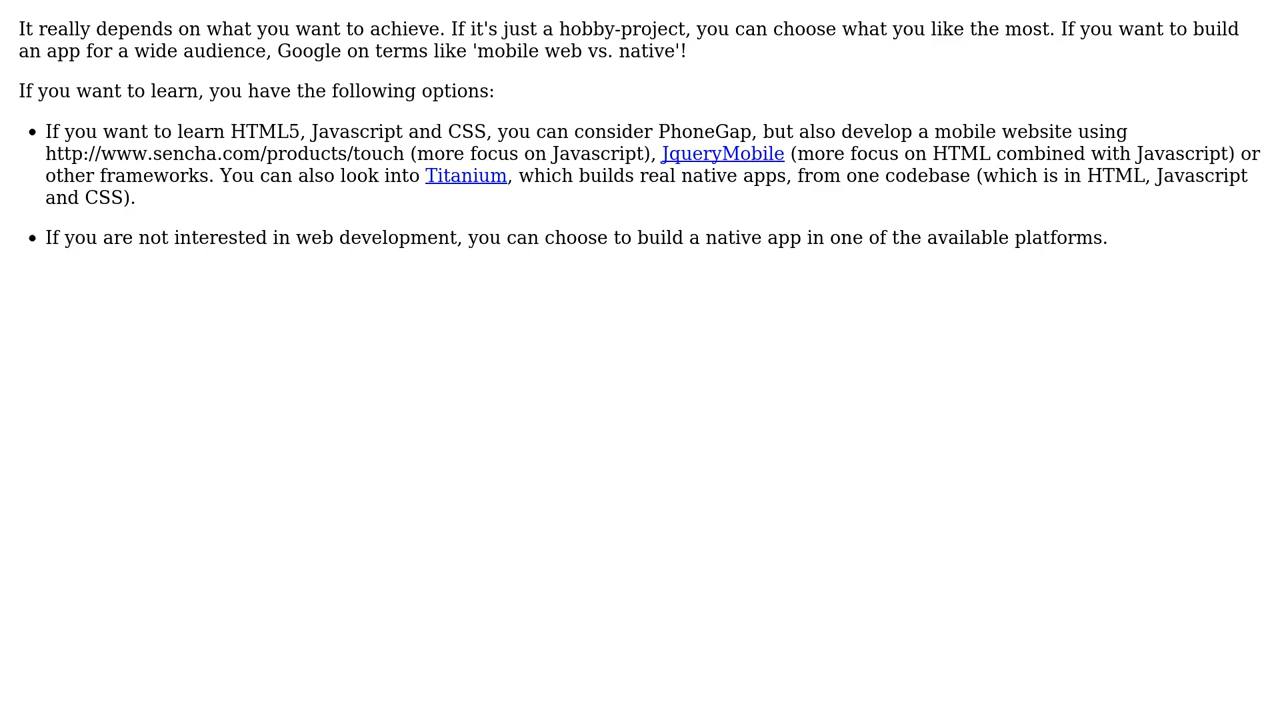 It really depends on what you want to achieve. If it's just a hobby-project, you can choose what you like the most. If you want to build
an app for a wide audience, Google on terms like 'mobile web vs. native'!
If you want to learn, you have the following options:
• If you want to learn HTML5, Javascript and CSS, you can consider PhoneGap, but also develop a mobile website using
http://www.sencha.com/products/touch (more focus on Javascript), JqueryMobile (more focus on HTML combined with Javascript) or
other frameworks. You can also look into Titanium, which builds real native apps, from one codebase (which is in HTML, Javascript
and CSS).
• If you are not interested in web development, you can choose to build a native app in one of the available platforms.